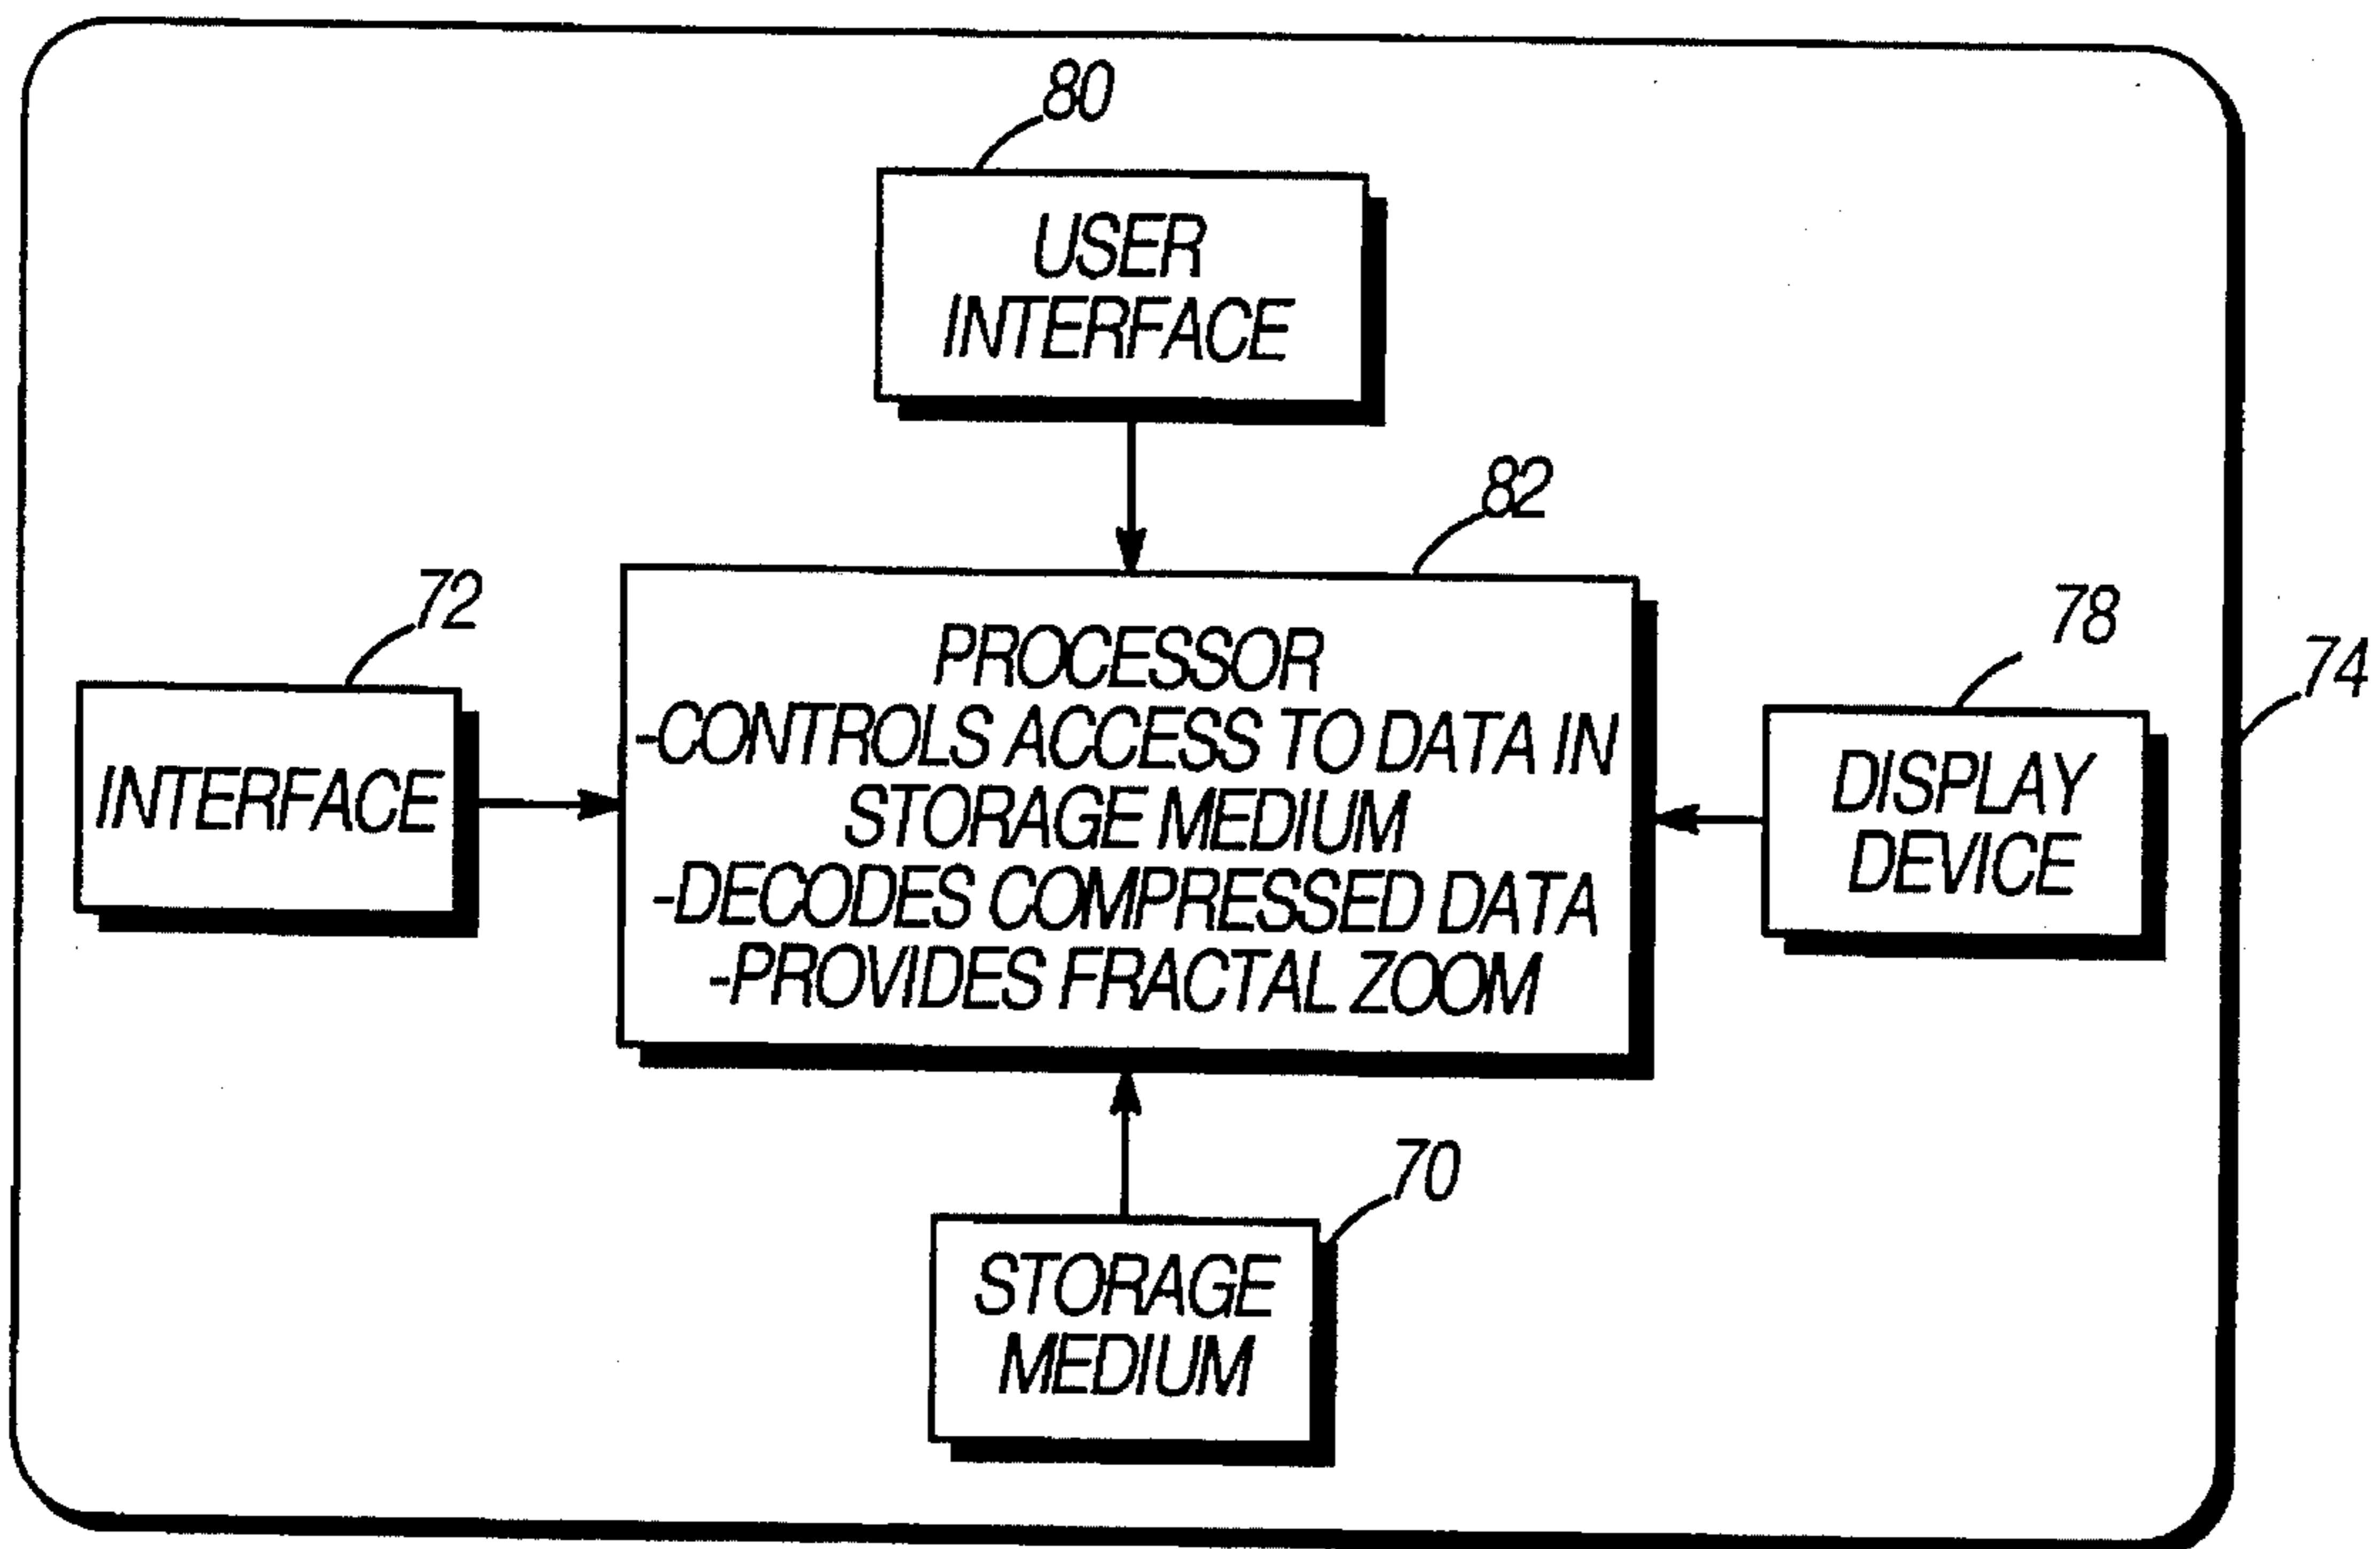 80
USER
INTERFACE
82
72
PROCESSOR
-CONTROLS ACCESS TO DATA IN
STORAGE MEDIUM
-DECODES COMPRESSED DATA
-PROVIDES FRACTAL ZOOM
INTERFACE
78
74
DISPLAY
DEVICE
70
STORAGE
MEDIUM